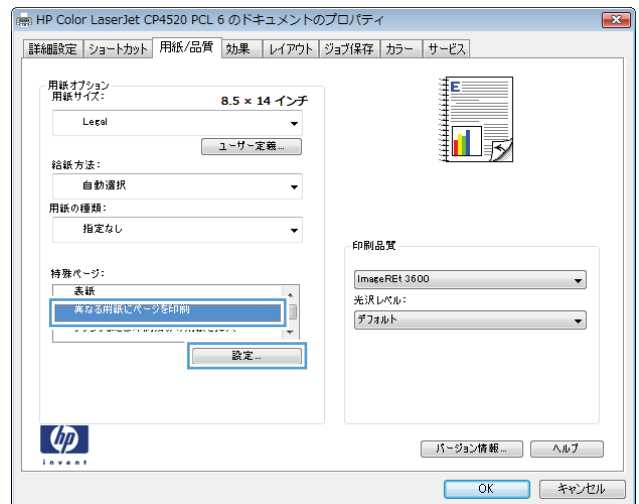 HP Color LaserJet CP4520 PCL 6 のドキュメントのプロパティ
詳細設定 ショートカット 用紙/品質 効果 レイアウト ジョブ保存 カラー サービス
用紙オプション
用紙サイズ: 8.5 × 14 インチ
Legal
ユーザー定義...
給紙方法:
自動選択
用紙の種類:
指定なし
特殊ページ:
表紙
異なる用紙にページを印刷
設定...
E
印刷品質
ImageREt 3600
光沢レベル:
デフォルト
hp
invent
バージョン情報... ヘルプ
OK キャンセル